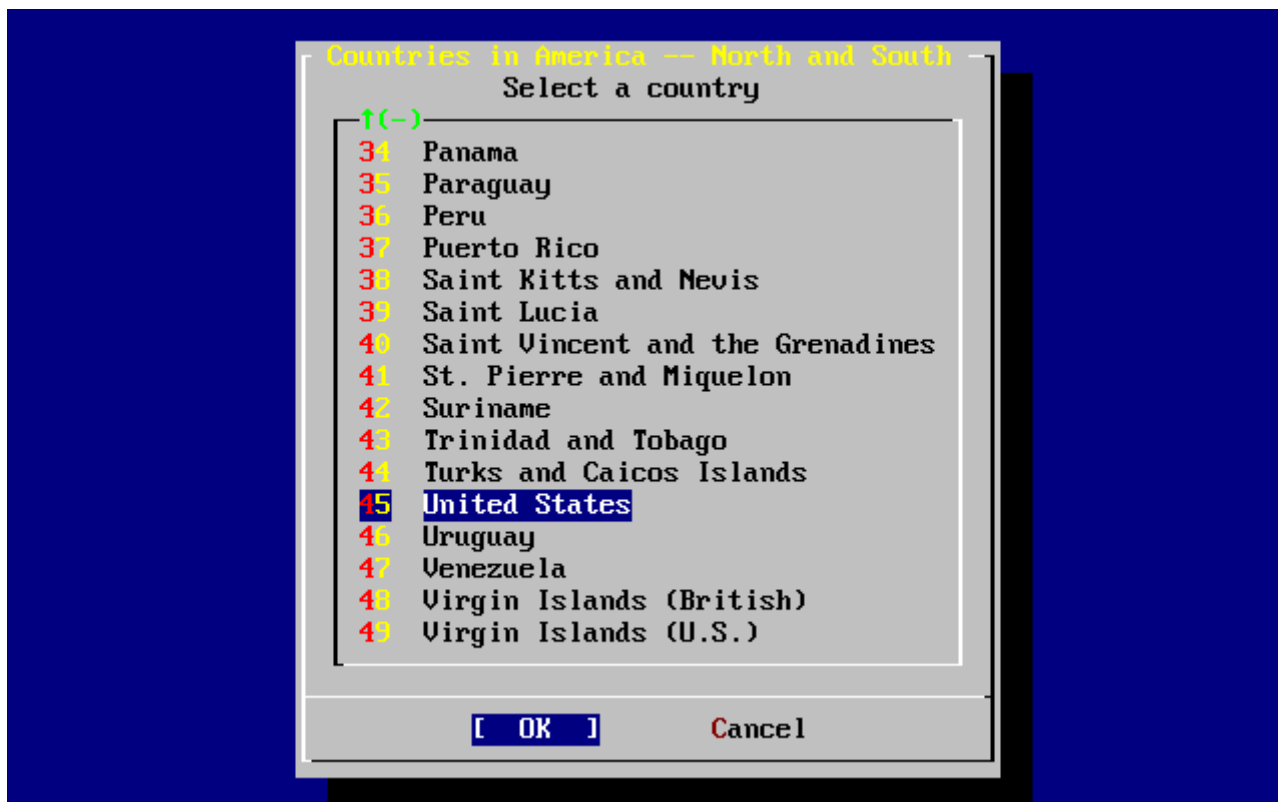 Countries in America -- North and South
Select a country
↑(-)
34 Panama
35 Paraguay
36 Peru
37 Puerto Rico
38 Saint Kitts and Nevis
39 Saint Lucia
40 Saint Vincent and the Grenadines
41 St. Pierre and Miquelon
42 Suriname
43 Trinidad and Tobago
44 Turks and Caicos Islands
45 United States
46 Uruguay
47 Venezuela
48 Virgin Islands (British)
49 Virgin Islands (U.S.)
[ OK ] Cancel